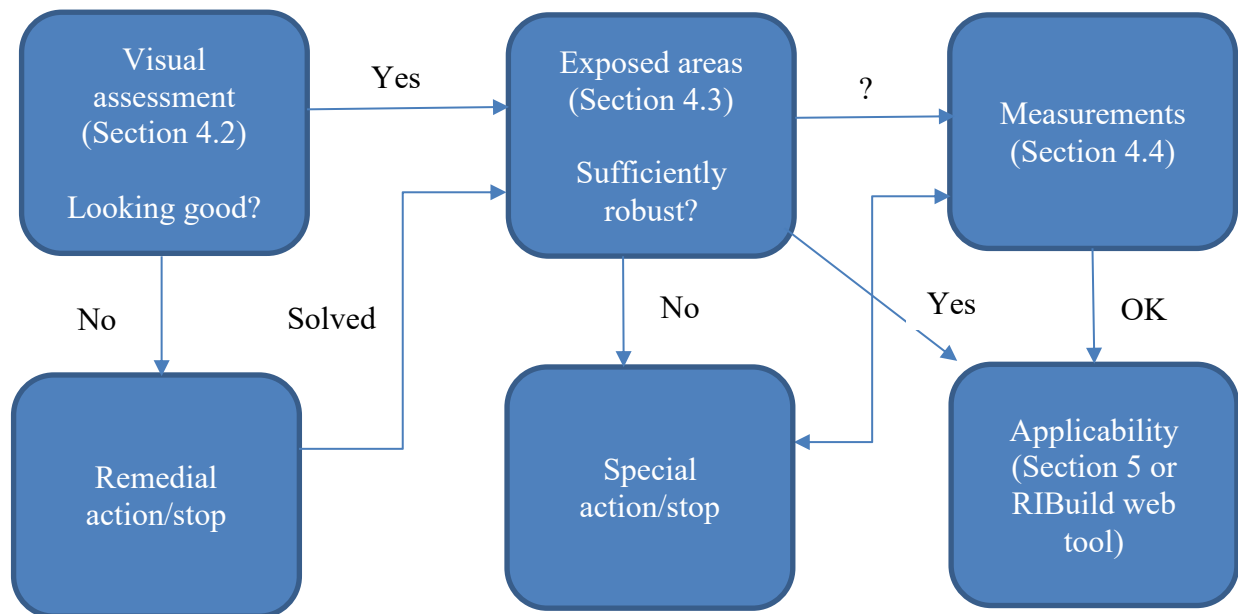 Visual
assessment
(Section 4.2)
Looking good?
Yes
Exposed areas
(Section 4.3)
Sufficiently
robust?
?
Measurements
(Section 4.4)
No
Solved
No
Yes
OK
Remedial
action/stop
Special
action/stop
Applicability
(Section 5 or
RIBuild web
tool)